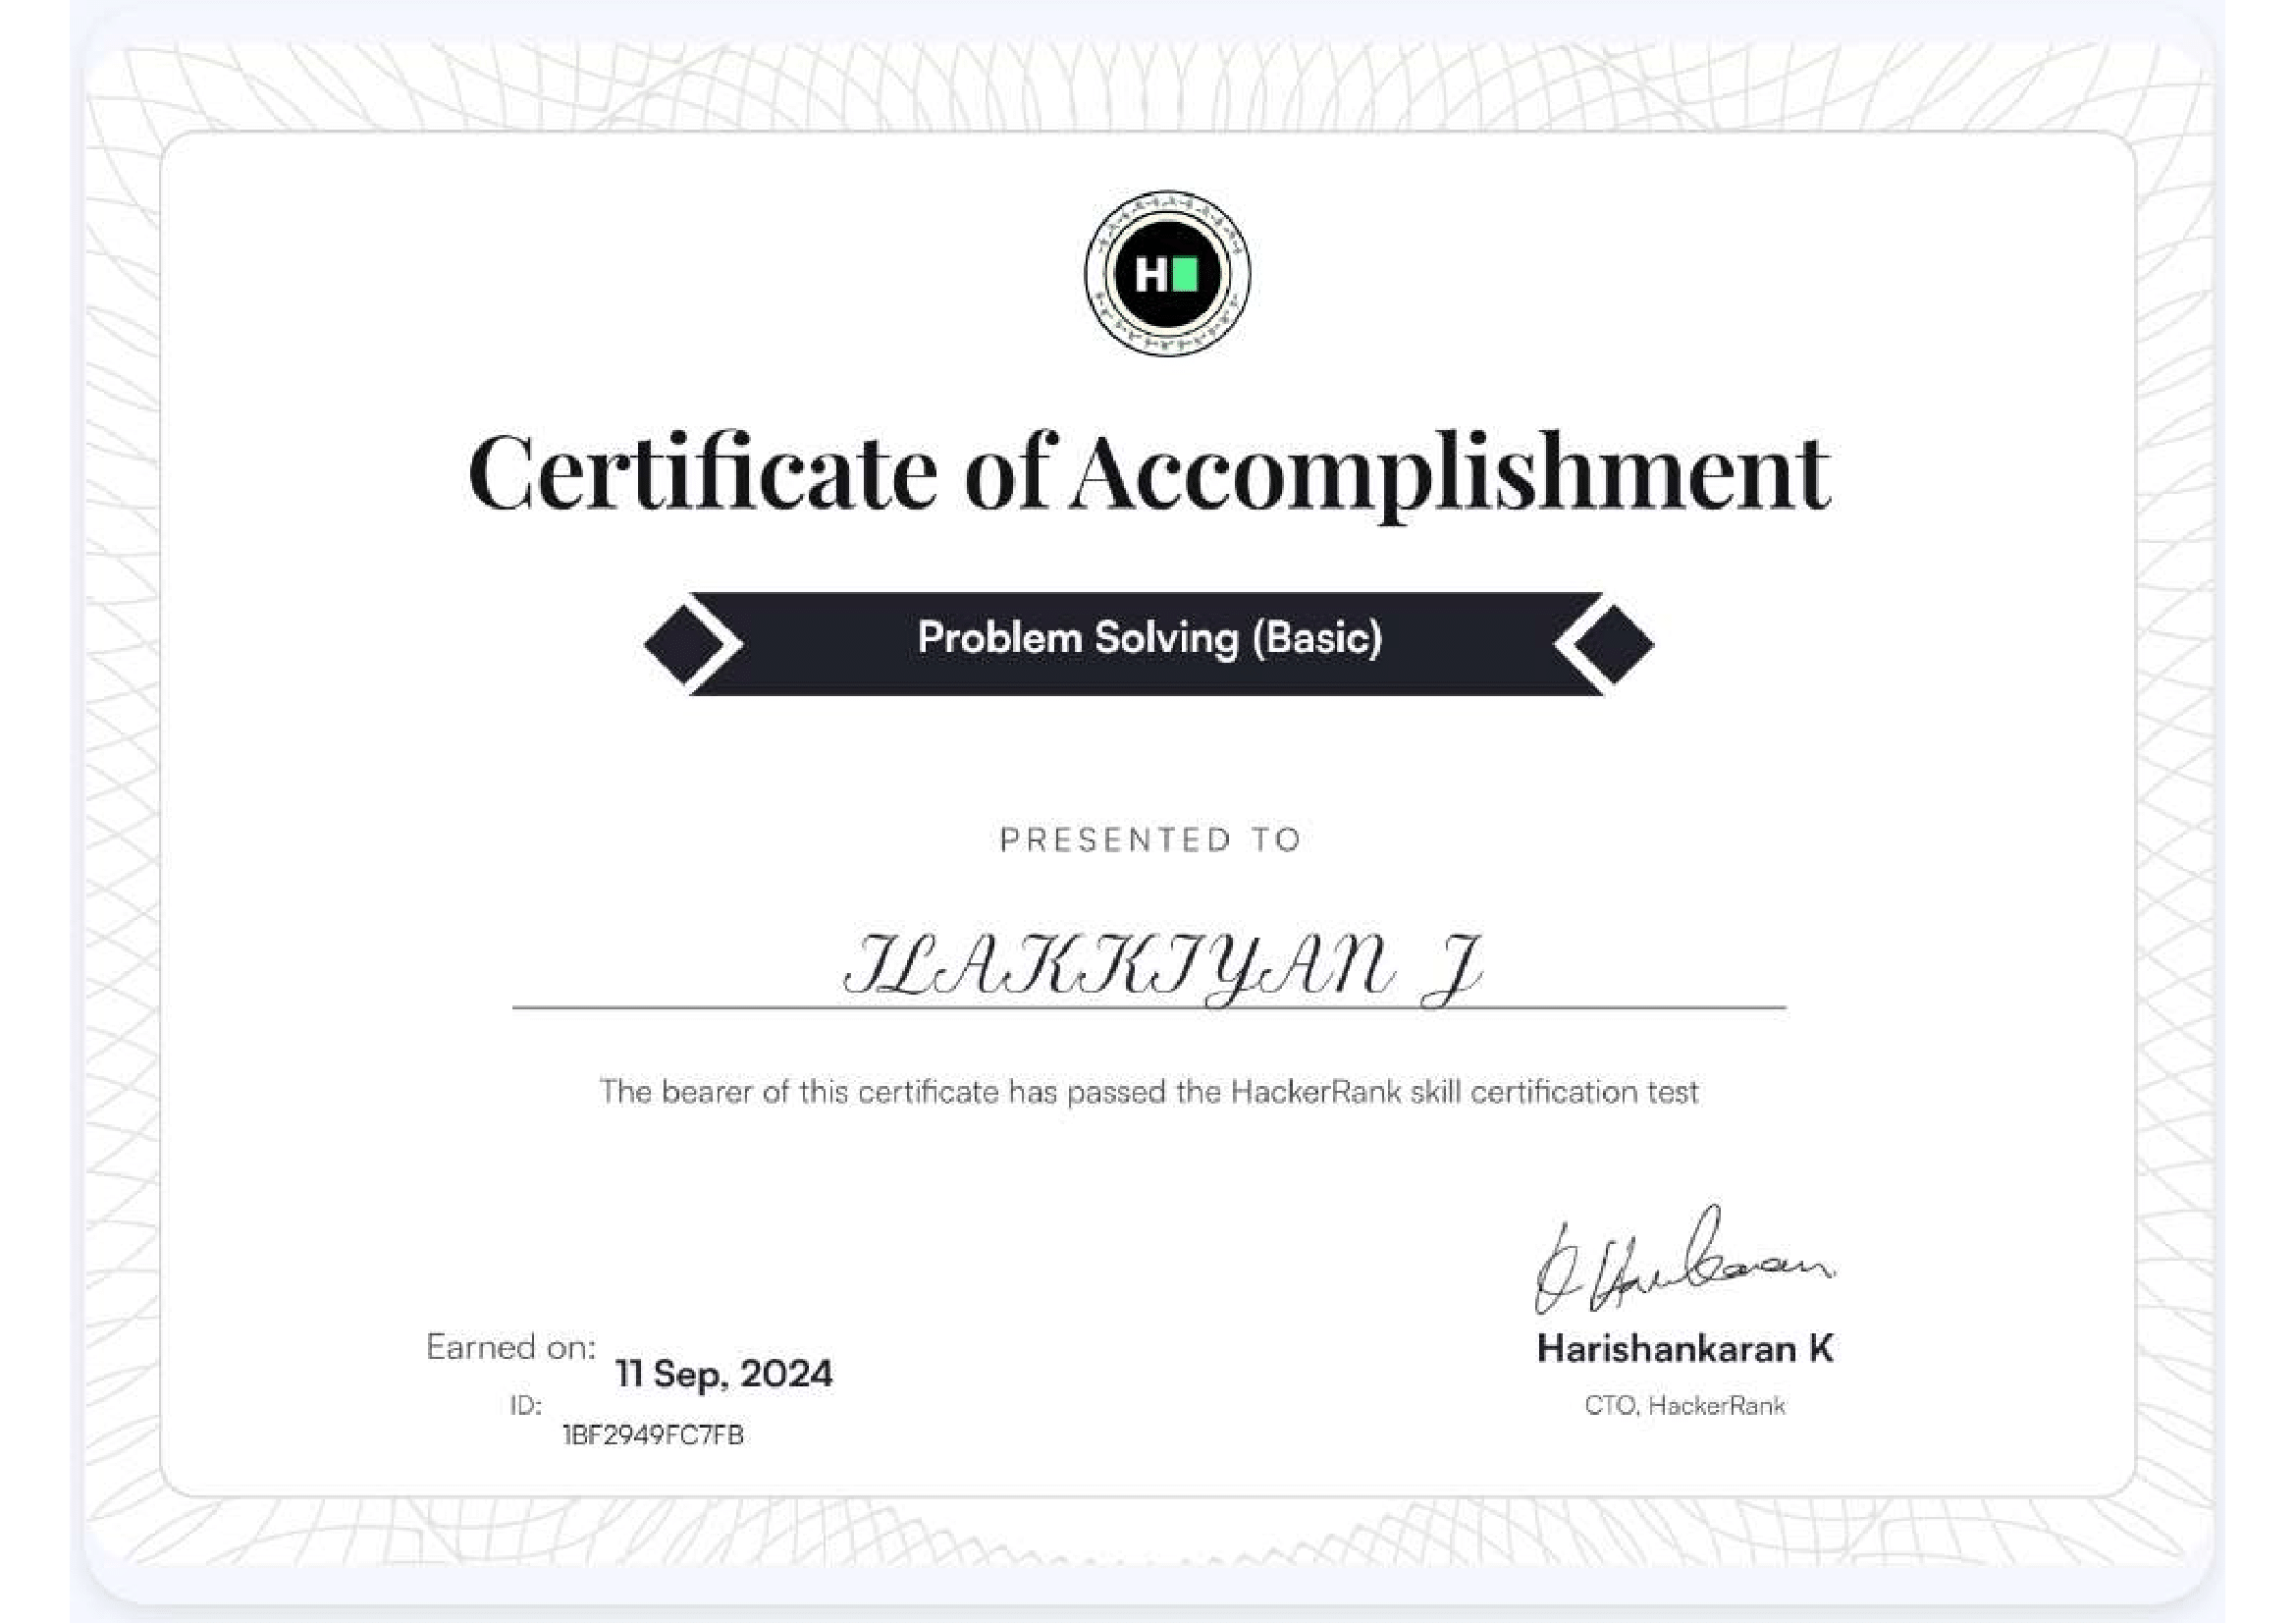 H
Certificate of Accomplishment
Problem Solving (Basic)
PRESENTED TO
ILAKKIYAN J
The bearer of this certificate has passed the HackerRank skill certification test
Earned on:
11 Sep, 2024
ID:
1BF2949FC7FB
Harishankaran K
CTO, HackerRank